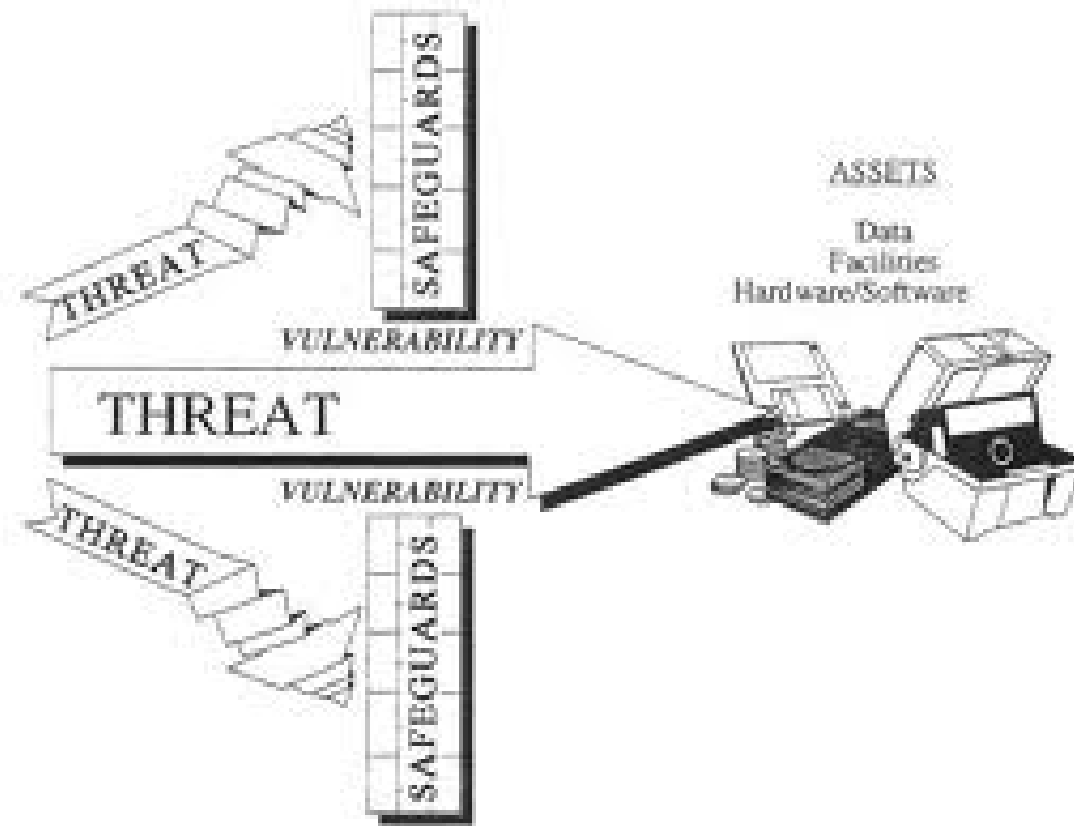 SAFEGUARDS
THREAT
ASSETS
Data
Facilities
Hardware/Software
VULNERABILITY
THREAT
VULNERABILITY
THREAT
SAFEGUARDS